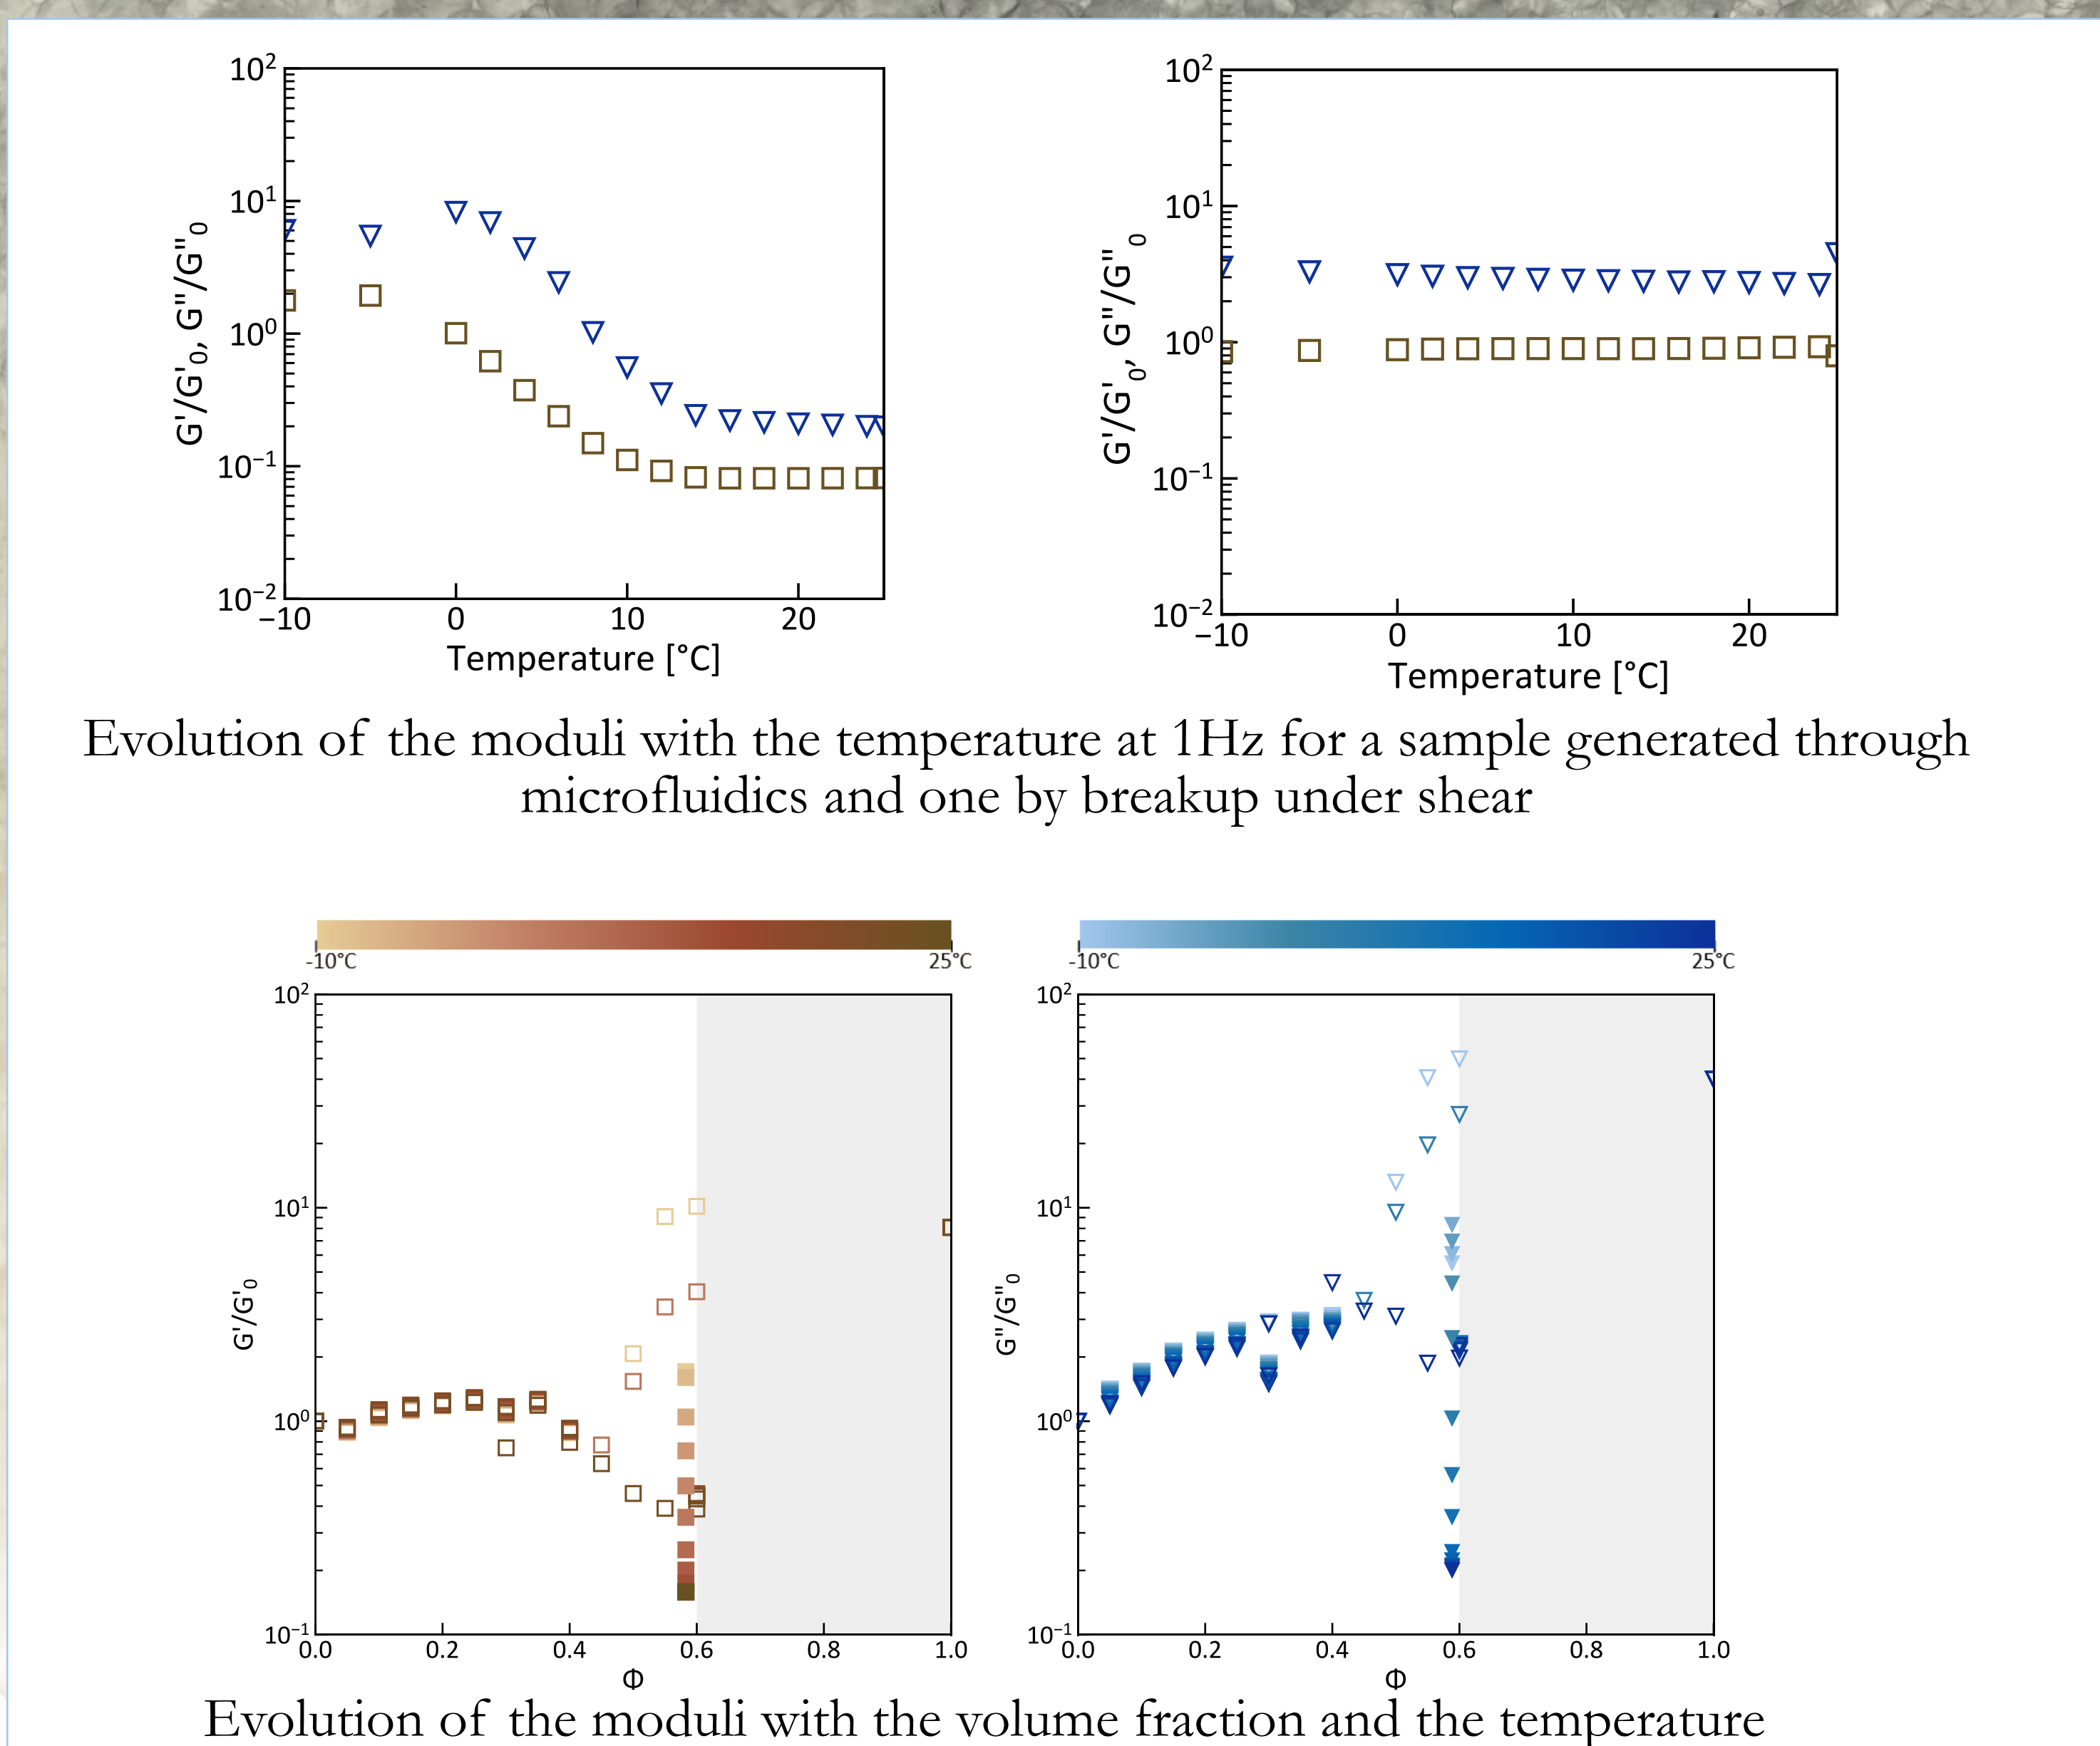 10²
10¹
10⁰
10⁻¹
10⁻²
G'/G'₀, G"/G"₀
−10 0 10 20
Temperature [°C]
10²
10¹
10⁰
10⁻¹
10⁻²
G'/G'₀, G"/G"₀
−10 0 10 20
Temperature [°C]
Evolution of the moduli with the temperature at 1Hz for a sample generated through
microfluidics and one by breakup under shear
-10°C 25°C
10²
10¹
10⁰
10⁻¹
G'/G'₀
0.0 0.2 0.4 0.6 0.8 1.0
Φ
-10°C 25°C
10²
10¹
10⁰
10⁻¹
G"/G"₀
0.0 0.2 0.4 0.6 0.8 1.0
Φ
Evolution of the moduli with the volume fraction and the temperature